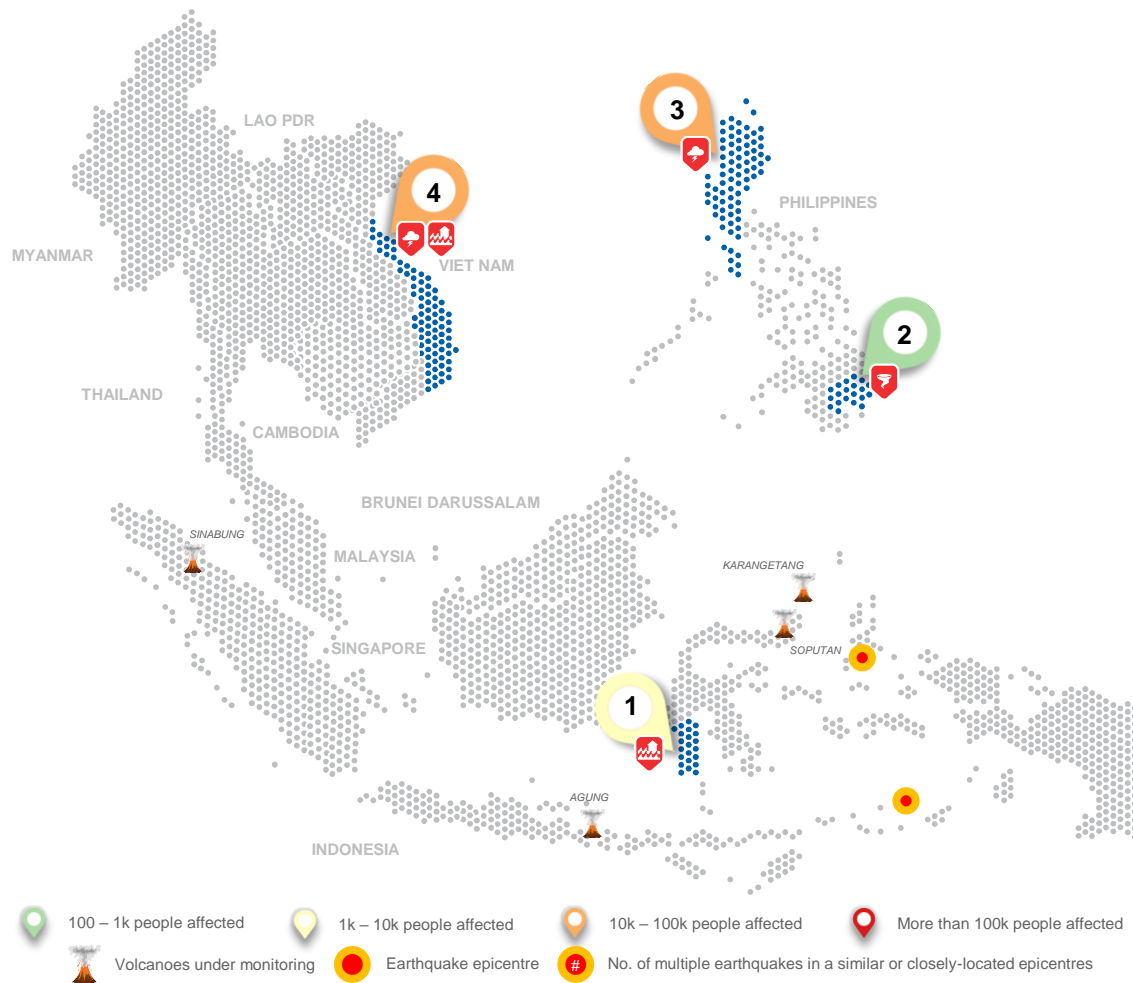 3
LAO PDR
4
PHILIPPINES
MYANMAR
VIET NAM
2
THAILAND
CAMBODIA
BRUNEI DARUSSALAM
SINABUNG
MALAYSIA
KARANGETANG
SINGAPORE
SOPUTAN
1
AGUNG
INDONESIA
100 – 1k people affected
1k – 10k people affected
10k – 100k people affected
More than 100k people affected
Volcanoes under monitoring
Earthquake epicentre
#
No. of multiple earthquakes in a similar or closely-located epicentres